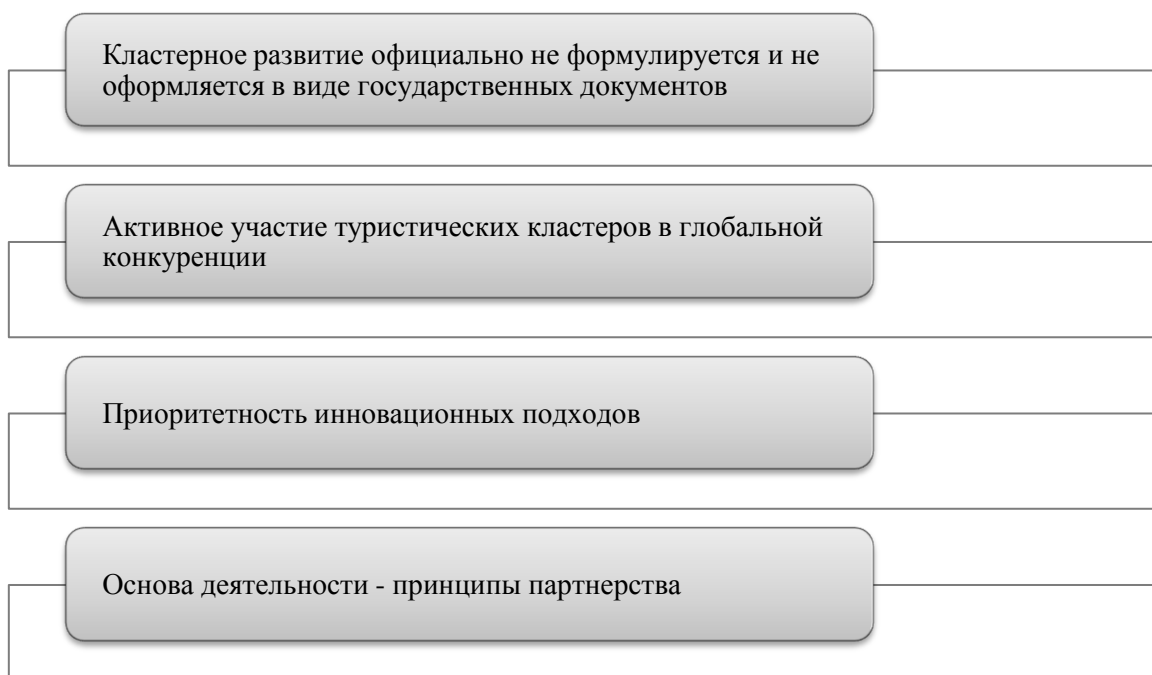 Кластерное развитие официально не формулируется и не
оформляется в виде государственных документов
Активное участие туристических кластеров в глобальной
конкуренции
Приоритетность инновационных подходов
Основа деятельности - принципы партнерства